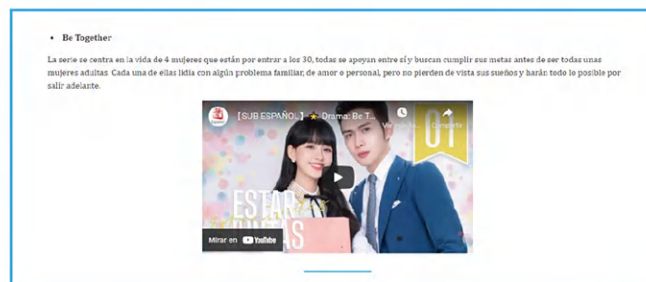 • Be Together
La serie se centra en la vida de 4 mujeres que están por entrar a los 30, todas se apoyan entre sí y buscan cumplir sus metas antes de ser todas unas
mujeres adultas. Cada una de ellas lidia con algún problema familiar, de amor o personal, pero no pierden de vista sus sueños y harán todo lo posible por
salir adelante.
[SUB ESPAÑOL] ★ Drama: Be T...
Compartir
01
ESTAR
Mirar en YouTube